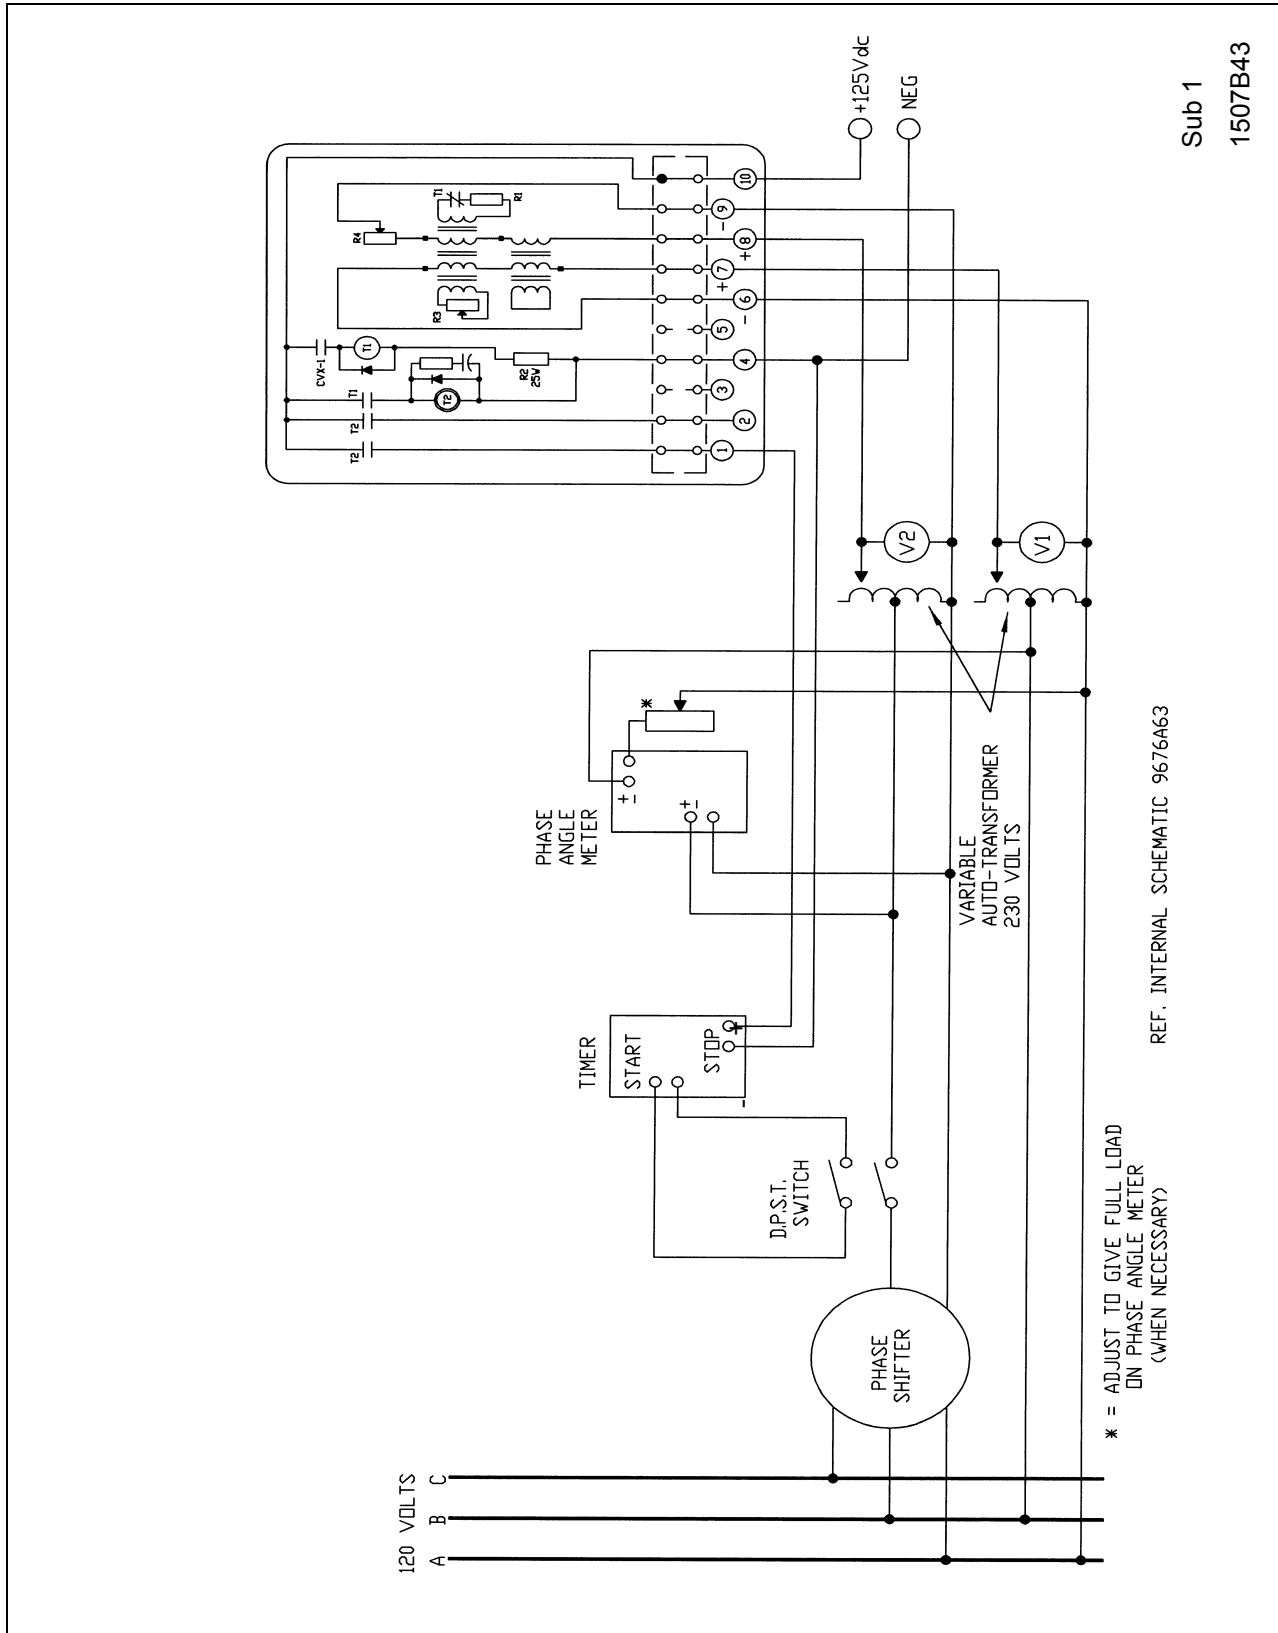 Sub 1
1507B43
+125Vdc
NEG
T1
R1
R4
R3
CVX-1
T1
R2
25W
T1
T2
T2
T2
10
9
-
8
+
7
+
6
-
5
4
3
2
1
V2
V1
*
PHASE
ANGLE
METER
+
-
+
-
VARIABLE
AUTO-TRANSFORMER
230 VOLTS
TIMER
START
STOP
+
-
D.P.S.T.
SWITCH
PHASE
SHIFTER
120 VOLTS
A
B
C
REF. INTERNAL SCHEMATIC 9676A63
* = ADJUST TO GIVE FULL LOAD
ON PHASE ANGLE METER
(WHEN NECESSARY)